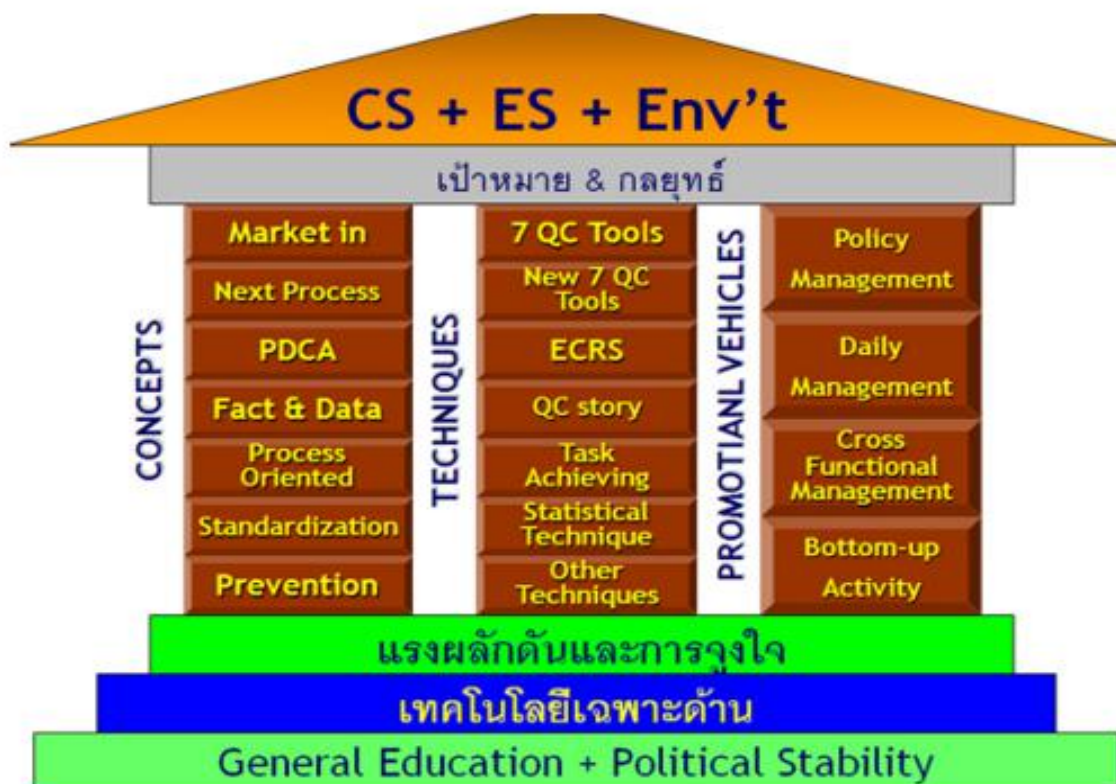 CS + ES + Env't
เป้าหมาย & กลยุทธ์
CONCEPTS
Market in
Next Process
PDCA
Fact & Data
Process
Oriented
Standardization
Prevention
TECHNIQUES
7 QC Tools
New 7 QC
Tools
ECRS
QC story
Task
Achieving
Statistical
Technique
Other
Techniques
PROMOTIANL VEHICLES
Policy
Management
Daily
Management
Cross
Functional
Management
Bottom-up
Activity
แรงผลักดันและการจูงใจ
เทคโนโลยีเฉพาะด้าน
General Education + Political Stability